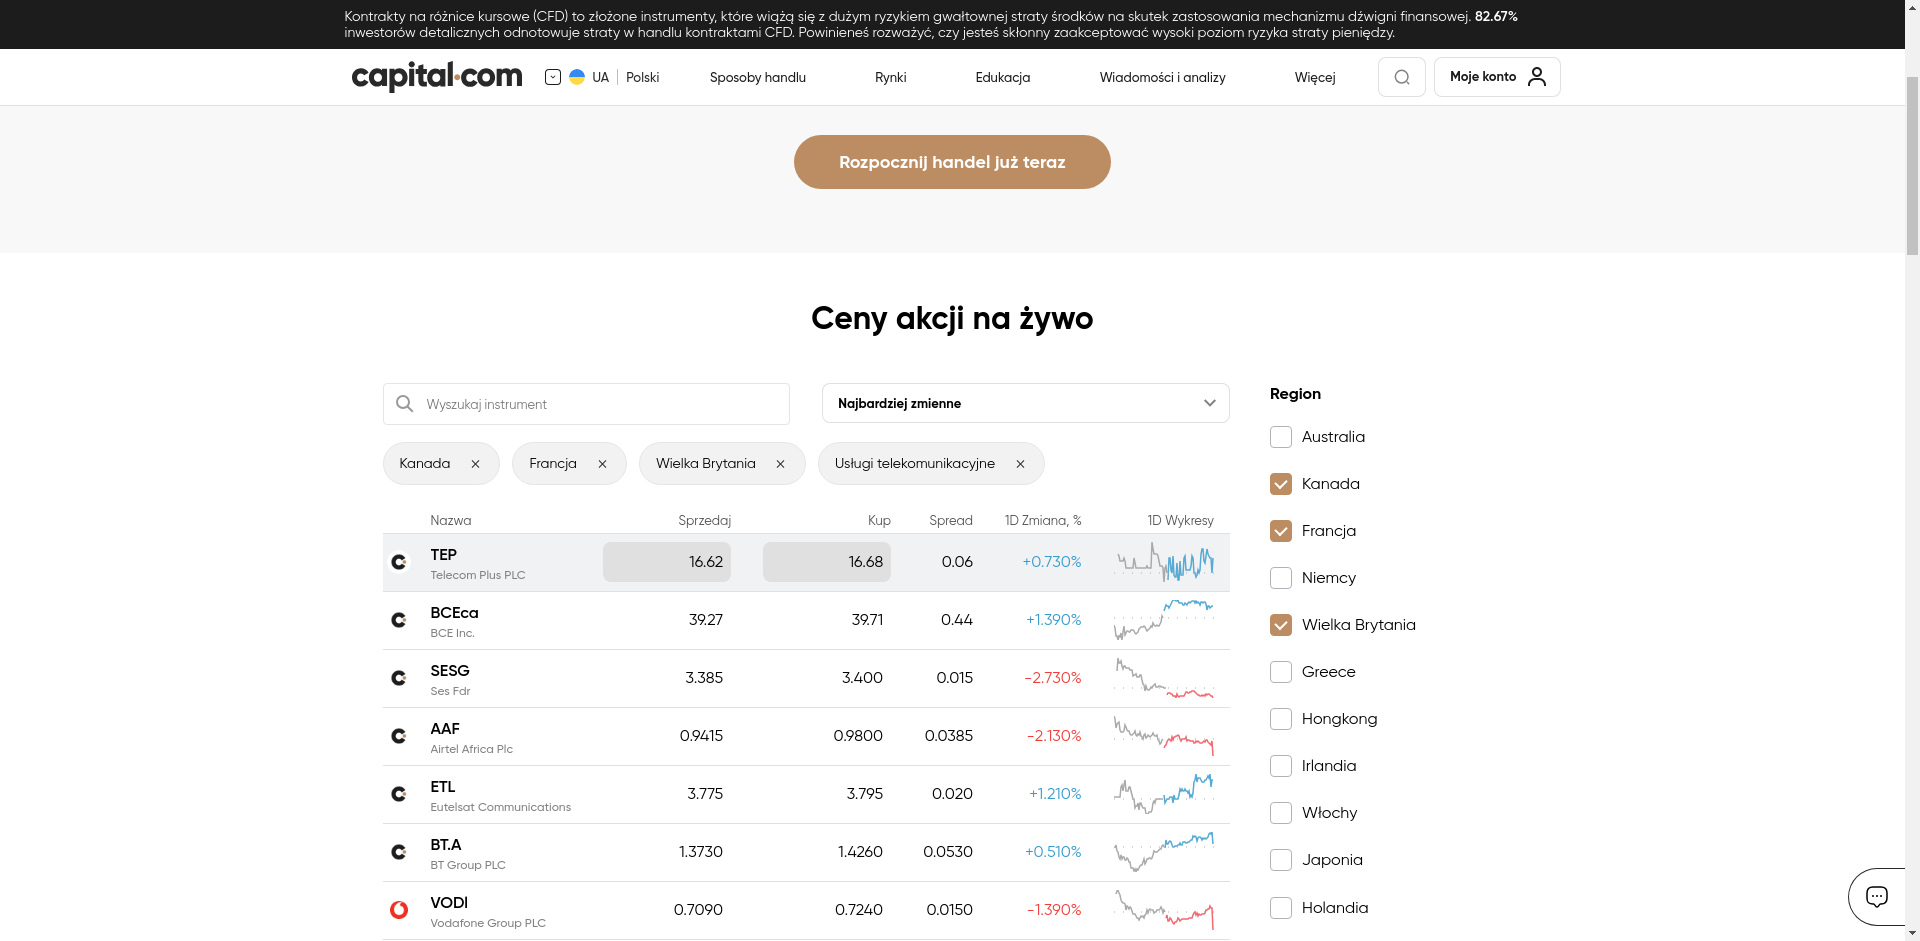 Kontrakty na różnice kursowe (CFD) to złożone instrumenty, które wiążą się z dużym ryzykiem gwałtownej straty środków na skutek zastosowania mechanizmu dźwigni finansowej. 82.67%
inwestorów detalicznych odnotowuje straty w handlu kontraktami CFD. Powinieneś rozważyć, czy jesteś skłonny zaakceptować wysoki poziom ryzyka straty pieniędzy.
capital.com UA Polski Sposoby handlu Rynki Edukacja Wiadomości i analizy Więcej Moje konto
Rozpocznij handel już teraz
Ceny akcji na żywo
Wyszukaj instrument Najbardziej zmienne
Kanada Francja Wielka Brytania Usługi telekomunikacyjne
Nazwa Sprzedaj Kup Spread 1D Zmiana, % 1D Wykresy
TEP 16.62 16.68 0.06 +0.730%
Telecom Plus PLC
BCEca 39.27 39.71 0.44 +1.390%
BCE Inc.
SESG 3.385 3.400 0.015 -2.730%
Ses Fdr
AAF 0.9415 0.9800 0.0385 -2.130%
Airtel Africa Plc
ETL 3.775 3.795 0.020 +1.210%
Eutelsat Communications
BT.A 1.3730 1.4260 0.0530 +0.510%
BT Group PLC
VODl 0.7090 0.7240 0.0150 -1.390%
Vodafone Group PLC
Region
Australia
Kanada
Francja
Niemcy
Wielka Brytania
Greece
Hongkong
Irlandia
Włochy
Japonia
Holandia